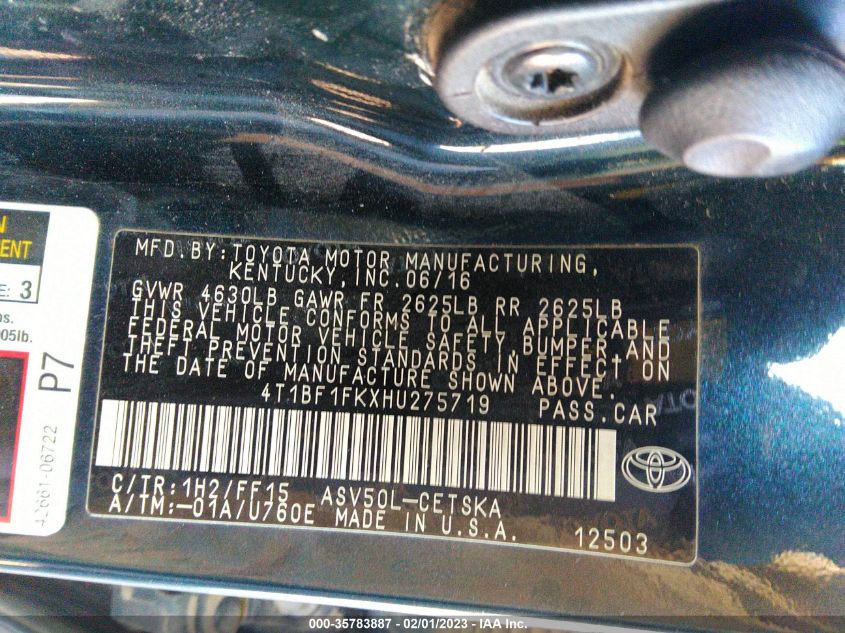 N
ENT
E: 3
s.
05lb.
P7
42661-06722
MFD.BY:TOYOTA MOTOR MANUFACTURING,
KENTUCKY,INC.06/16
GVWR 4630LB GAWR FR 2625LB RR 2625LB
THIS VEHICLE CONFORMS TO ALL APPLICABLE
FEDERAL MOTOR VEHICLE SAFETY,BUMPER,AND
THEFT PREVENTION STANDARDS IN EFFECT ON
THE DATE OF MANUFACTURE SHOWN ABOVE.
4T1BF1FKXHU275719 PASS.CAR
C/TR:1H2/FF15 ASV50L-CETSKA
A/TM:-01A/U760E MADE IN U.S.A. 12503
000-35783887 - 02/01/2023 - IAA Inc.